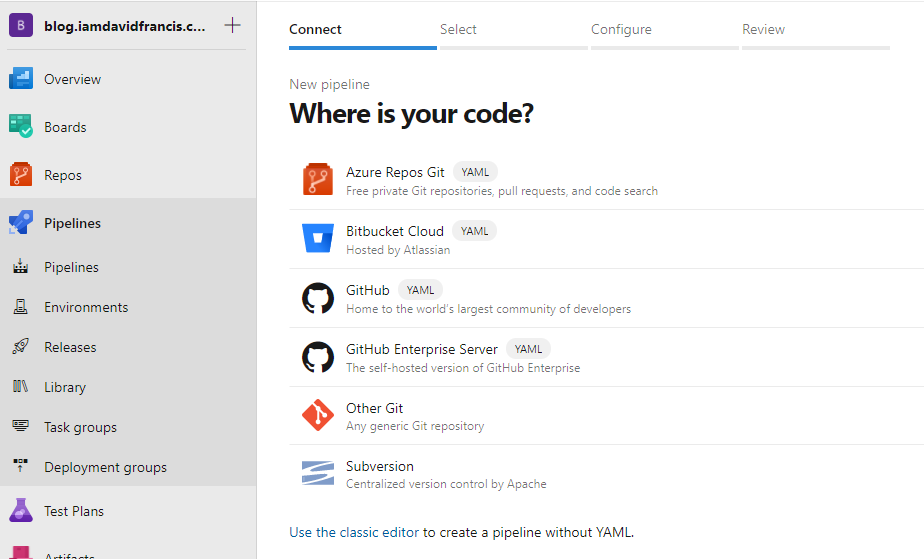 B blog.iamdavidfrancis.c... +
Overview
Boards
Repos
Pipelines
Pipelines
Environments
Releases
Library
Task groups
Deployment groups
Test Plans
Artifacts
Connect Select Configure Review
New pipeline
Where is your code?
Azure Repos Git YAML
Free private Git repositories, pull requests, and code search
Bitbucket Cloud YAML
Hosted by Atlassian
GitHub YAML
Home to the world's largest community of developers
GitHub Enterprise Server YAML
The self-hosted version of GitHub Enterprise
Other Git
Any generic Git repository
Subversion
Centralized version control by Apache
Use the classic editor to create a pipeline without YAML.